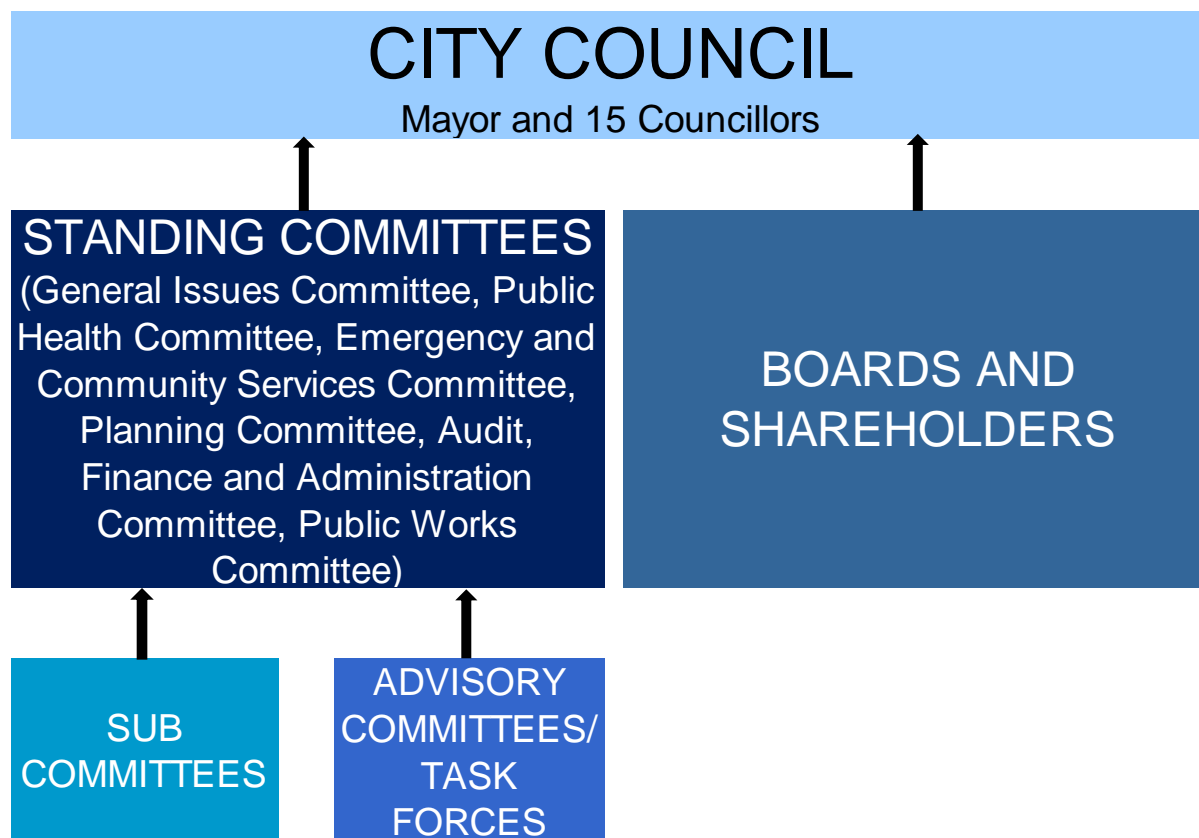 CITY COUNCIL
Mayor and 15 Councillors
STANDING COMMITTEES
(General Issues Committee, Public
Health Committee, Emergency and
Community Services Committee,
Planning Committee, Audit,
Finance and Administration
Committee, Public Works
Committee)
BOARDS AND
SHAREHOLDERS
SUB
COMMITTEES
ADVISORY
COMMITTEES/
TASK
FORCES